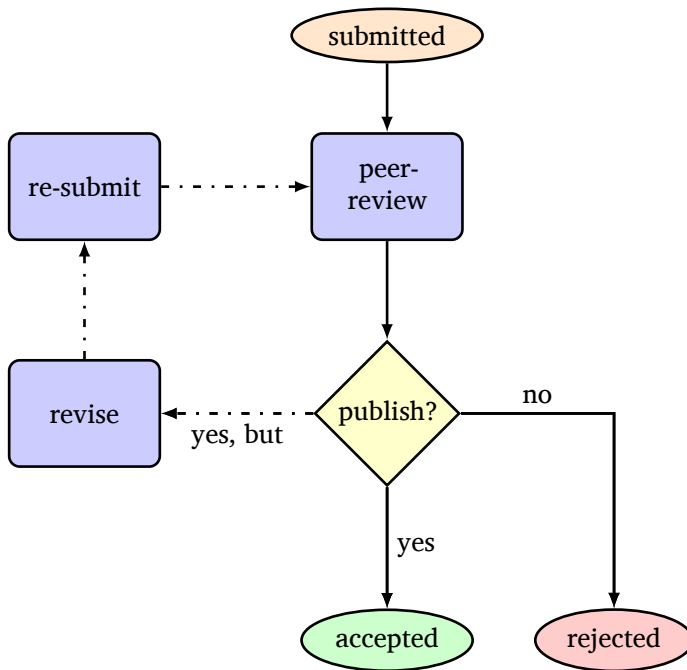 submitted
re-submit
peer-
review
revise
publish?
no
yes, but
yes
accepted
rejected